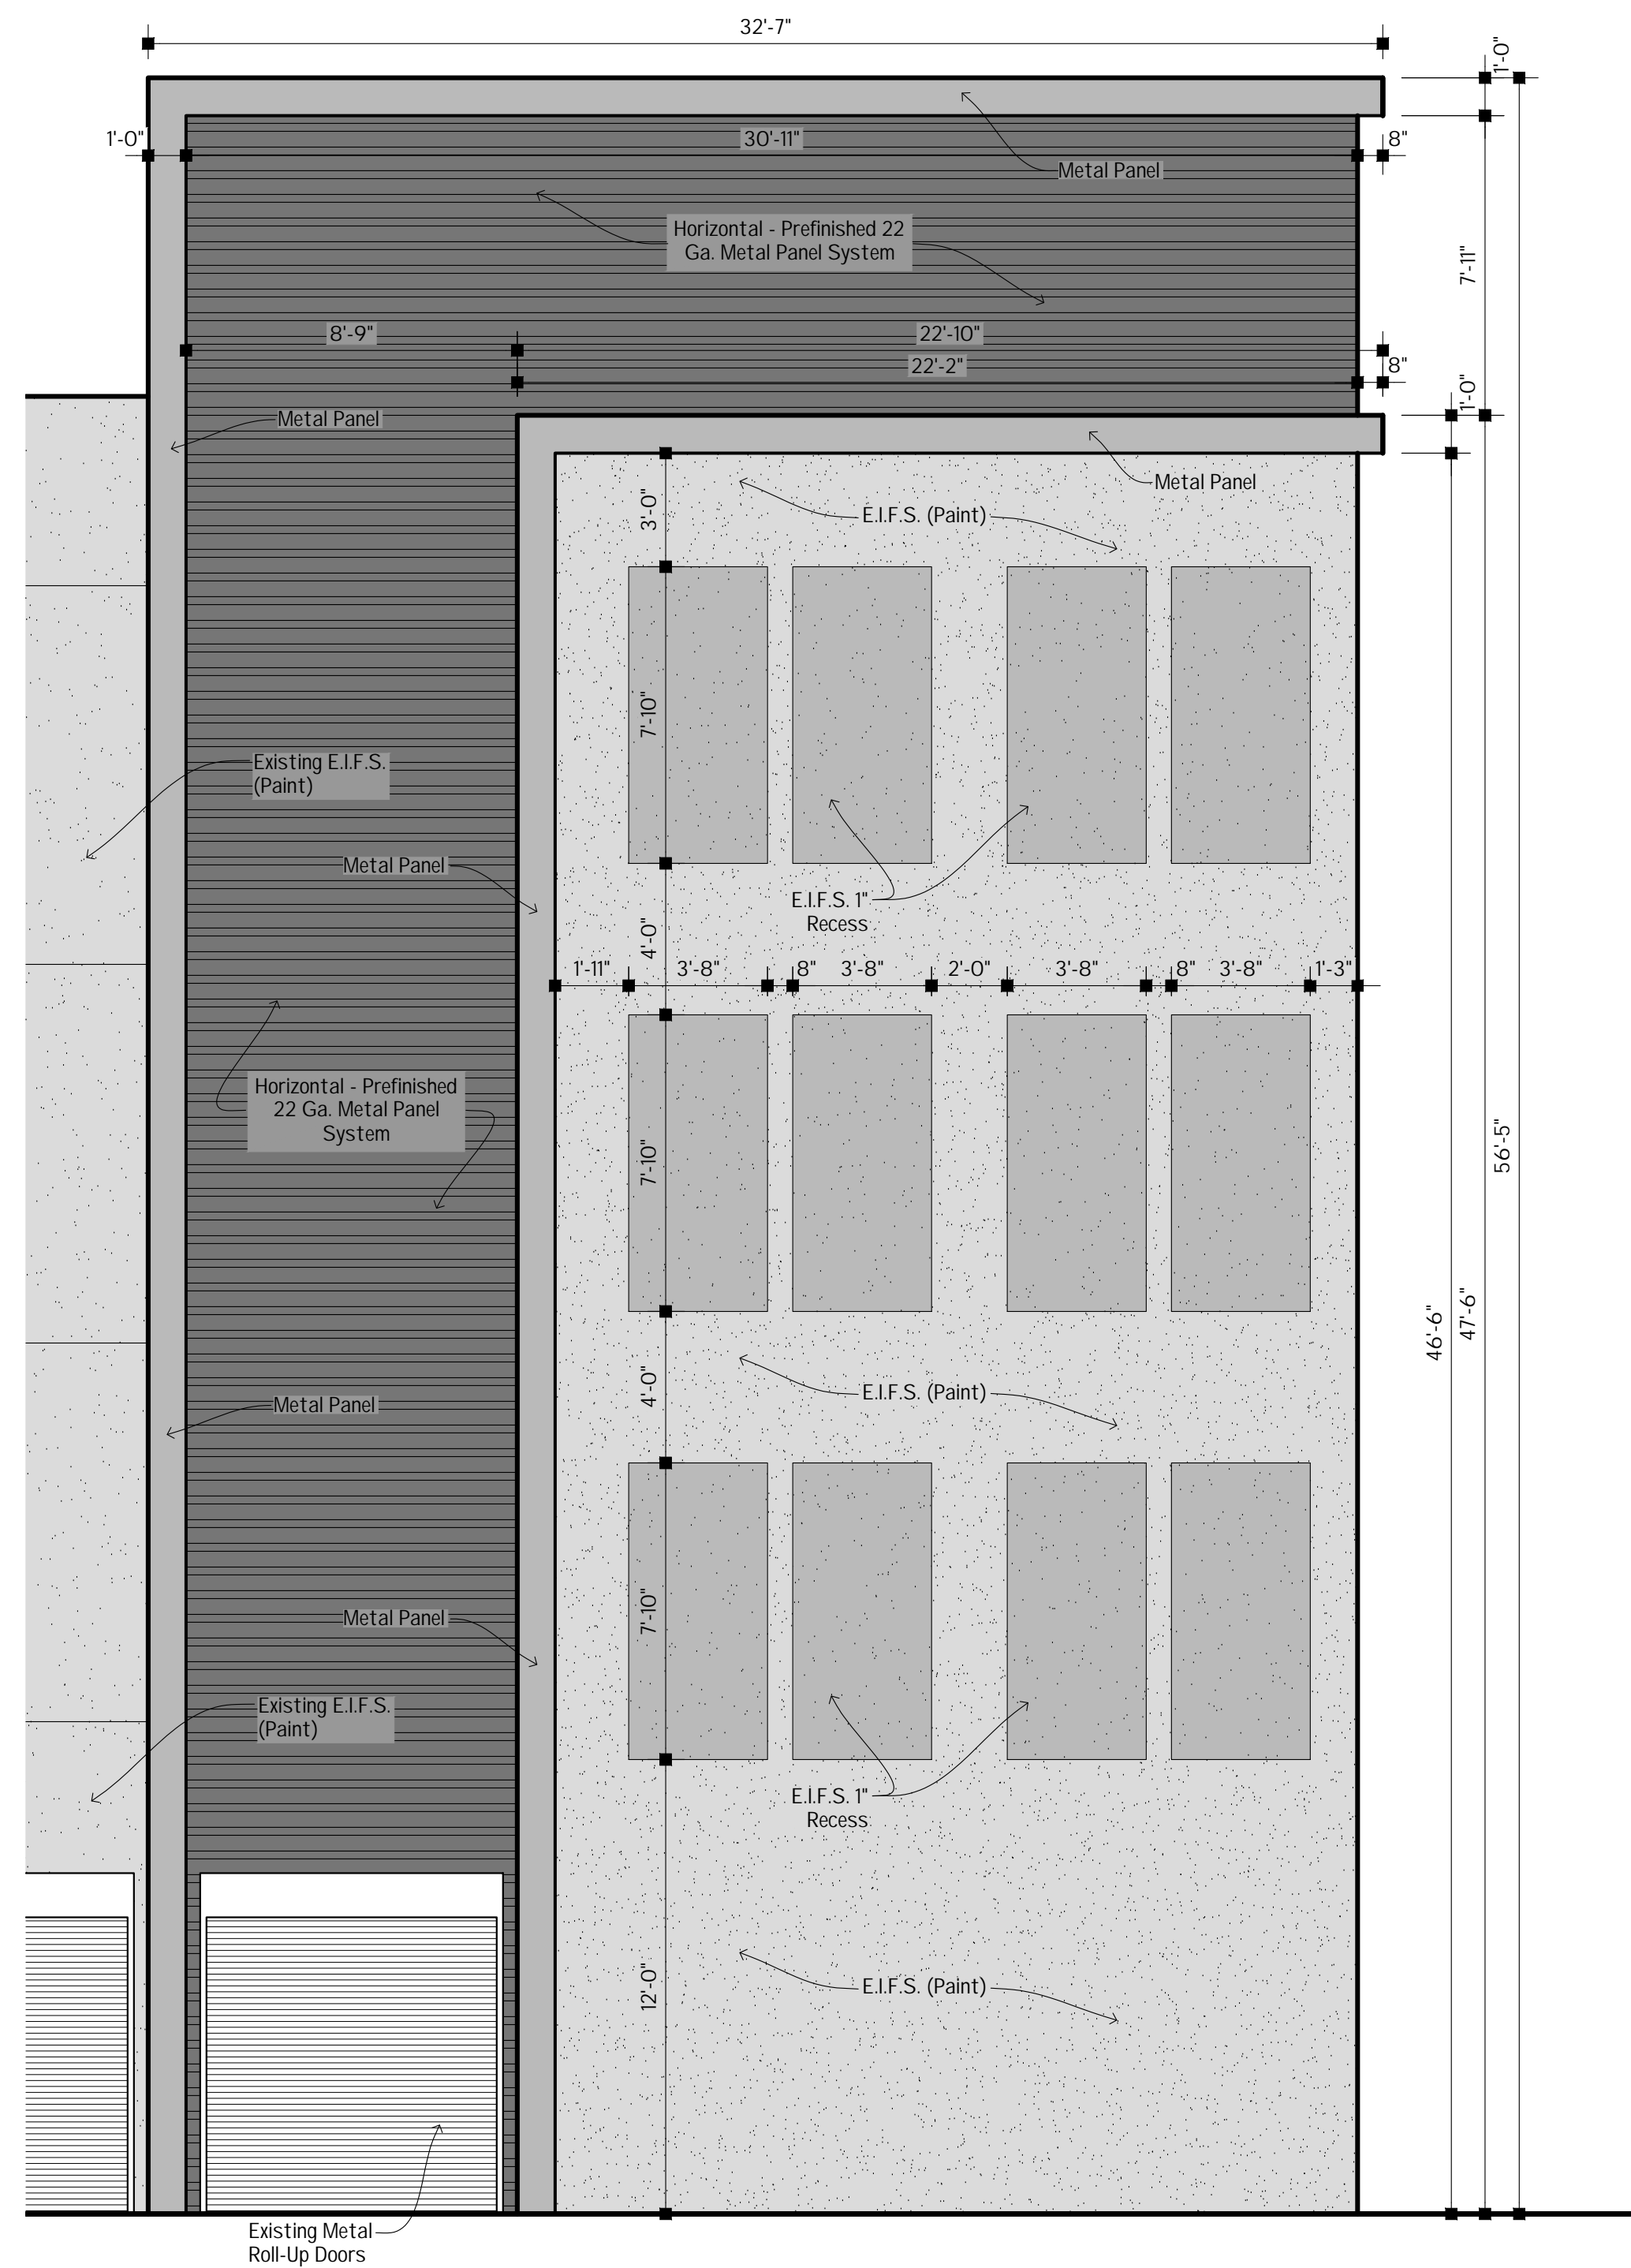 32'-7"
1'-0"
1'-0"
30'-11"
8"
Metal Panel
Horizontal - Prefinished 22
Ga. Metal Panel System
7'-11"
8'-9"
22'-10"
22'-2"
8"
1'-0"
Metal Panel
Metal Panel
3'-0"
E.I.F.S. (Paint)
7'-10"
Existing E.I.F.S.
(Paint)
Metal Panel
E.I.F.S. 1"
Recess
4'-0"
1'-11"
3'-8"
8"
3'-8"
2'-0"
3'-8"
8"
3'-8"
1'-3"
Horizontal - Prefinished
22 Ga. Metal Panel
System
7'-10"
56'-5"
47'-6"
46'-6"
4'-0"
E.I.F.S. (Paint)
Metal Panel
7'-10"
Metal Panel
Existing E.I.F.S.
(Paint)
E.I.F.S. 1"
Recess
12'-0"
E.I.F.S. (Paint)
Existing Metal
Roll-Up Doors